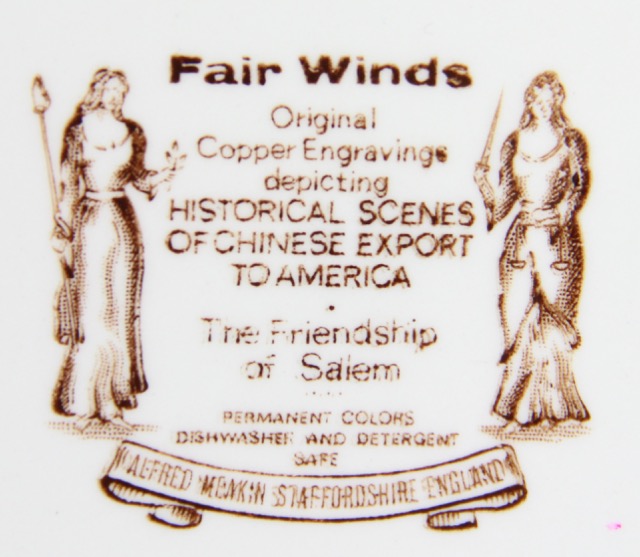 Fair Winds
Original
Copper Engravings
depicting
HISTORICAL SCENES
OF CHINESE EXPORT
TO AMERICA
The Friendship
of Salem
PERMANENT COLORS
DISHWASHER AND DETERGENT
SAFE
ALFRED MEAKIN STAFFORDSHIRE ENGLAND